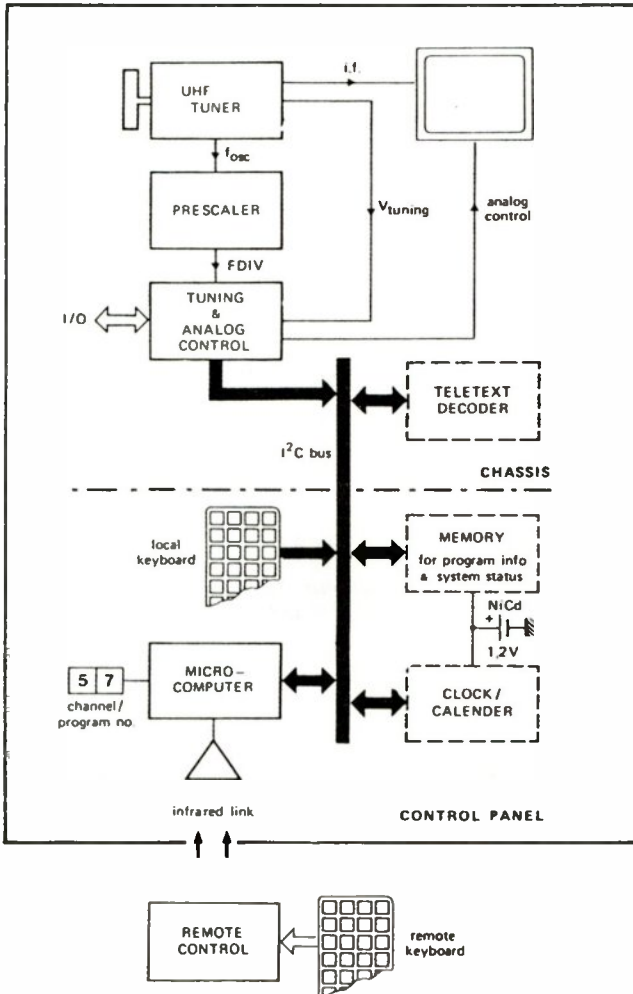 UHF
TUNER
i.f.
fosc
PRESCALER
Vtuning
analog
control
FDIV
I/O
TUNING
&
ANALOG
CONTROL
TELETEXT
DECODER
I²C bus
CHASSIS
local
keyboard
MEMORY
for program info
& system status
NiCd
+
1,2V
5 7
channel/
program no.
MICRO-
COMPUTER
CLOCK/
CALENDER
infrared link
CONTROL PANEL
REMOTE
CONTROL
remote
keyboard